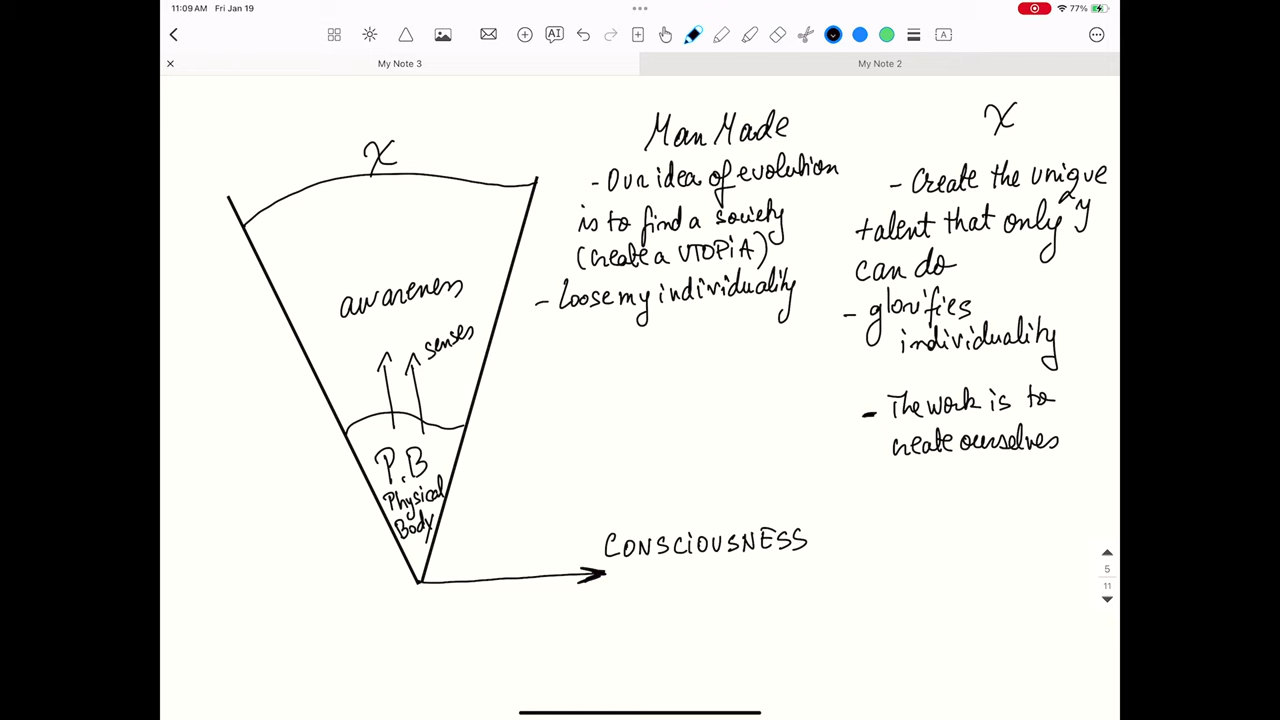 11:09 AM Fri Jan 19
77%
My Note 3
My Note 2
X
awareness
senses
P.B
Physical
Body
CONSCIOUSNESS
Man Made
- Our idea of evolution
is to find a society
(create a UTOPIA)
- Loose my individuality
X
- Create the unique
talent that only
can do
- glorifies
individuality
- The work is to
create ourselves
5
11